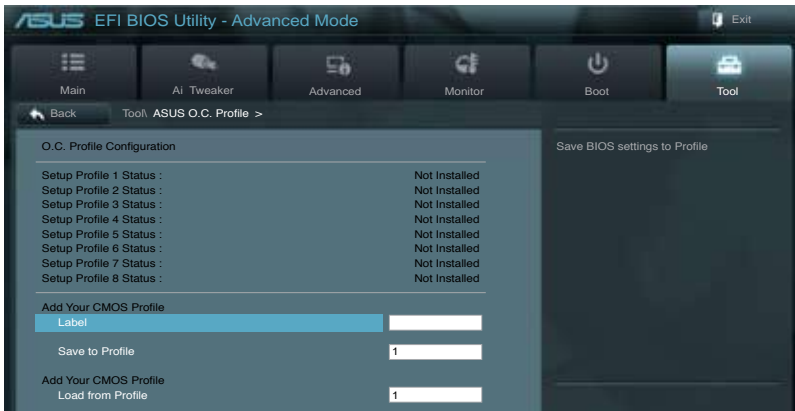 ASUS EFI BIOS Utility - Advanced Mode
Exit
Main
Ai Tweaker
Advanced
Monitor
Boot
Tool
Back
Tool\ ASUS O.C. Profile >
O.C. Profile Configuration
Save BIOS settings to Profile
Setup Profile 1 Status : Not Installed
Setup Profile 2 Status : Not Installed
Setup Profile 3 Status : Not Installed
Setup Profile 4 Status : Not Installed
Setup Profile 5 Status : Not Installed
Setup Profile 6 Status : Not Installed
Setup Profile 7 Status : Not Installed
Setup Profile 8 Status : Not Installed
Add Your CMOS Profile
Label
Save to Profile 1
Add Your CMOS Profile
Load from Profile 1